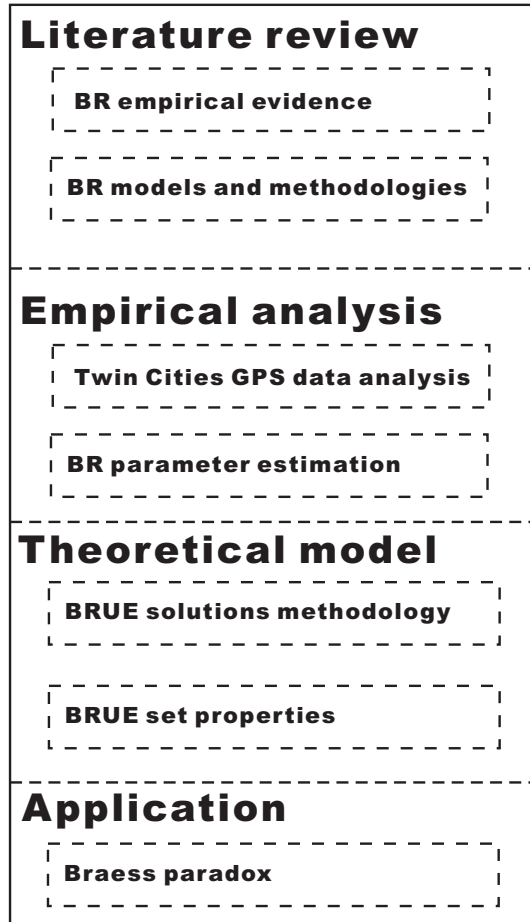 Literature review
BR empirical evidence
BR models and methodologies
Empirical analysis
Twin Cities GPS data analysis
BR parameter estimation
Theoretical model
BRUE solutions methodology
BRUE set properties
Application
Braess paradox